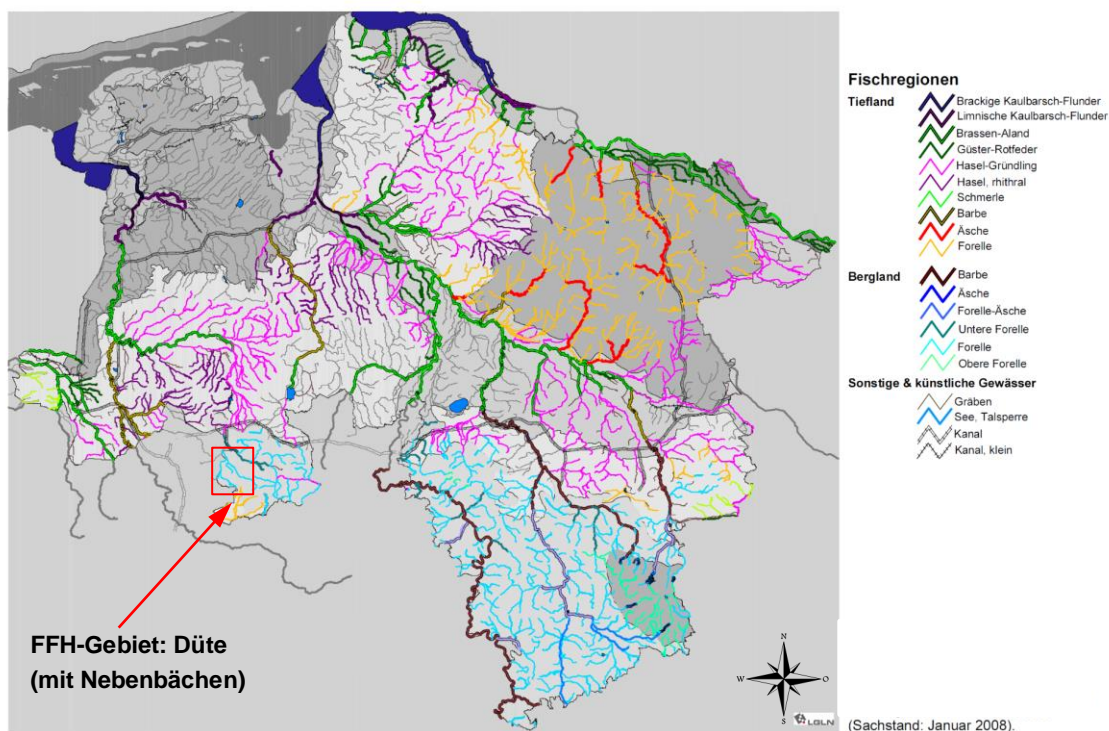 Fischregionen
Tiefland
Brackige Kaulbarsch-Flunder
Limnische Kaulbarsch-Flunder
Brassen-Aland
Güster-Rotfeder
Hasel-Gründling
Hasel, rhithral
Schmerle
Barbe
Äsche
Forelle
Bergland
Barbe
Äsche
Forelle-Äsche
Untere Forelle
Forelle
Obere Forelle
Sonstige & künstliche Gewässer
Gräben
See, Talsperre
Kanal
Kanal, klein
FFH-Gebiet: Düte
(mit Nebenbächen)
N
W
O
S
LGLN
(Sachstand: Januar 2008).